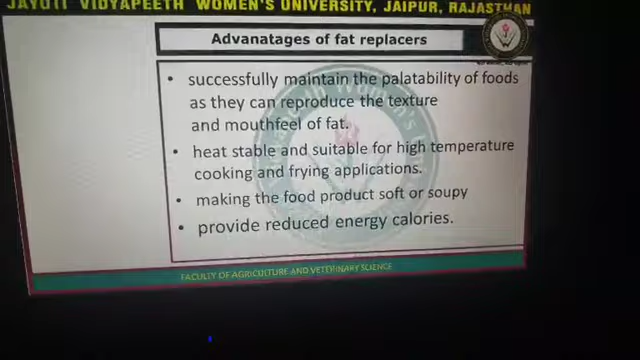 JAYOTI VIDYAPEETH WOMEN'S UNIVERSITY, JAIPUR, RAJASTHAN
Advanatages of fat replacers
• successfully maintain the palatability of foods
as they can reproduce the texture
and mouthfeel of fat.
• heat stable and suitable for high temperature
cooking and frying applications.
• making the food product soft or soupy
• provide reduced energy calories.
FACULTY OF AGRICULTURE AND VETERINARY SCIENCE